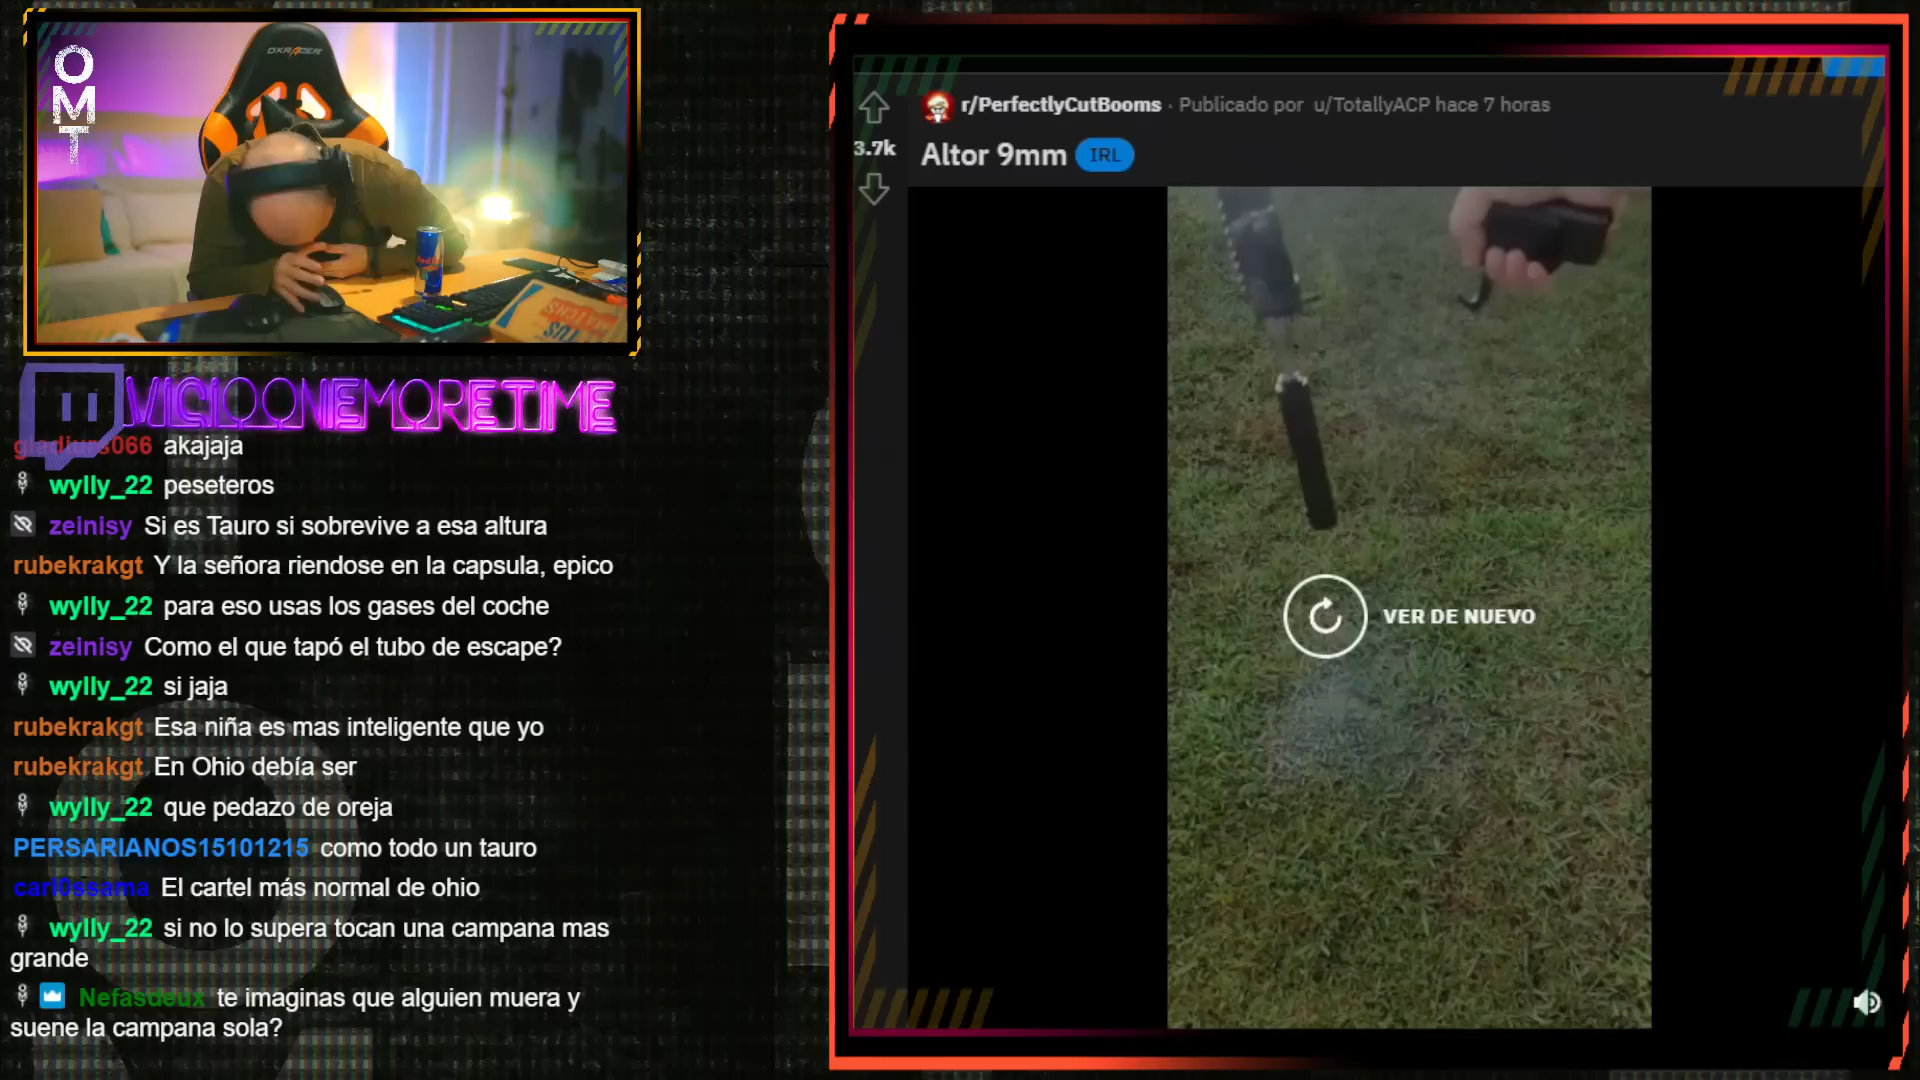 OMT
DXRACER
VICIOONEMORETIME
gladiurs066 akajaja
wylly_22 peseteros
zeinisy Si es Tauro si sobrevive a esa altura
rubekrakgt Y la señora riendose en la capsula, epico
wylly_22 para eso usas los gases del coche
zeinisy Como el que tapó el tubo de escape?
wylly_22 si jaja
rubekrakgt Esa niña es mas inteligente que yo
rubekrakgt En Ohio debía ser
wylly_22 que pedazo de oreja
PERSARIANOS15101215 como todo un tauro
carl0ssama El cartel más normal de ohio
wylly_22 si no lo supera tocan una campana mas
grande
Nefasdeux te imaginas que alguien muera y
suene la campana sola?
r/PerfectlyCutBooms · Publicado por u/TotallyACP hace 7 horas
3.7k
Altor 9mm IRL
VER DE NUEVO